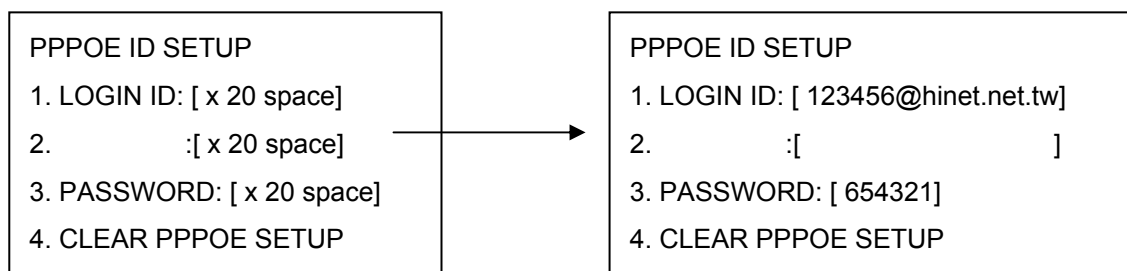 PPPOE ID SETUP
1. LOGIN ID: [ x 20 space]
2. :[ x 20 space]
3. PASSWORD: [ x 20 space]
4. CLEAR PPPOE SETUP
PPPOE ID SETUP
1. LOGIN ID: [ 123456@hinet.net.tw]
2. :[ ]
3. PASSWORD: [ 654321]
4. CLEAR PPPOE SETUP